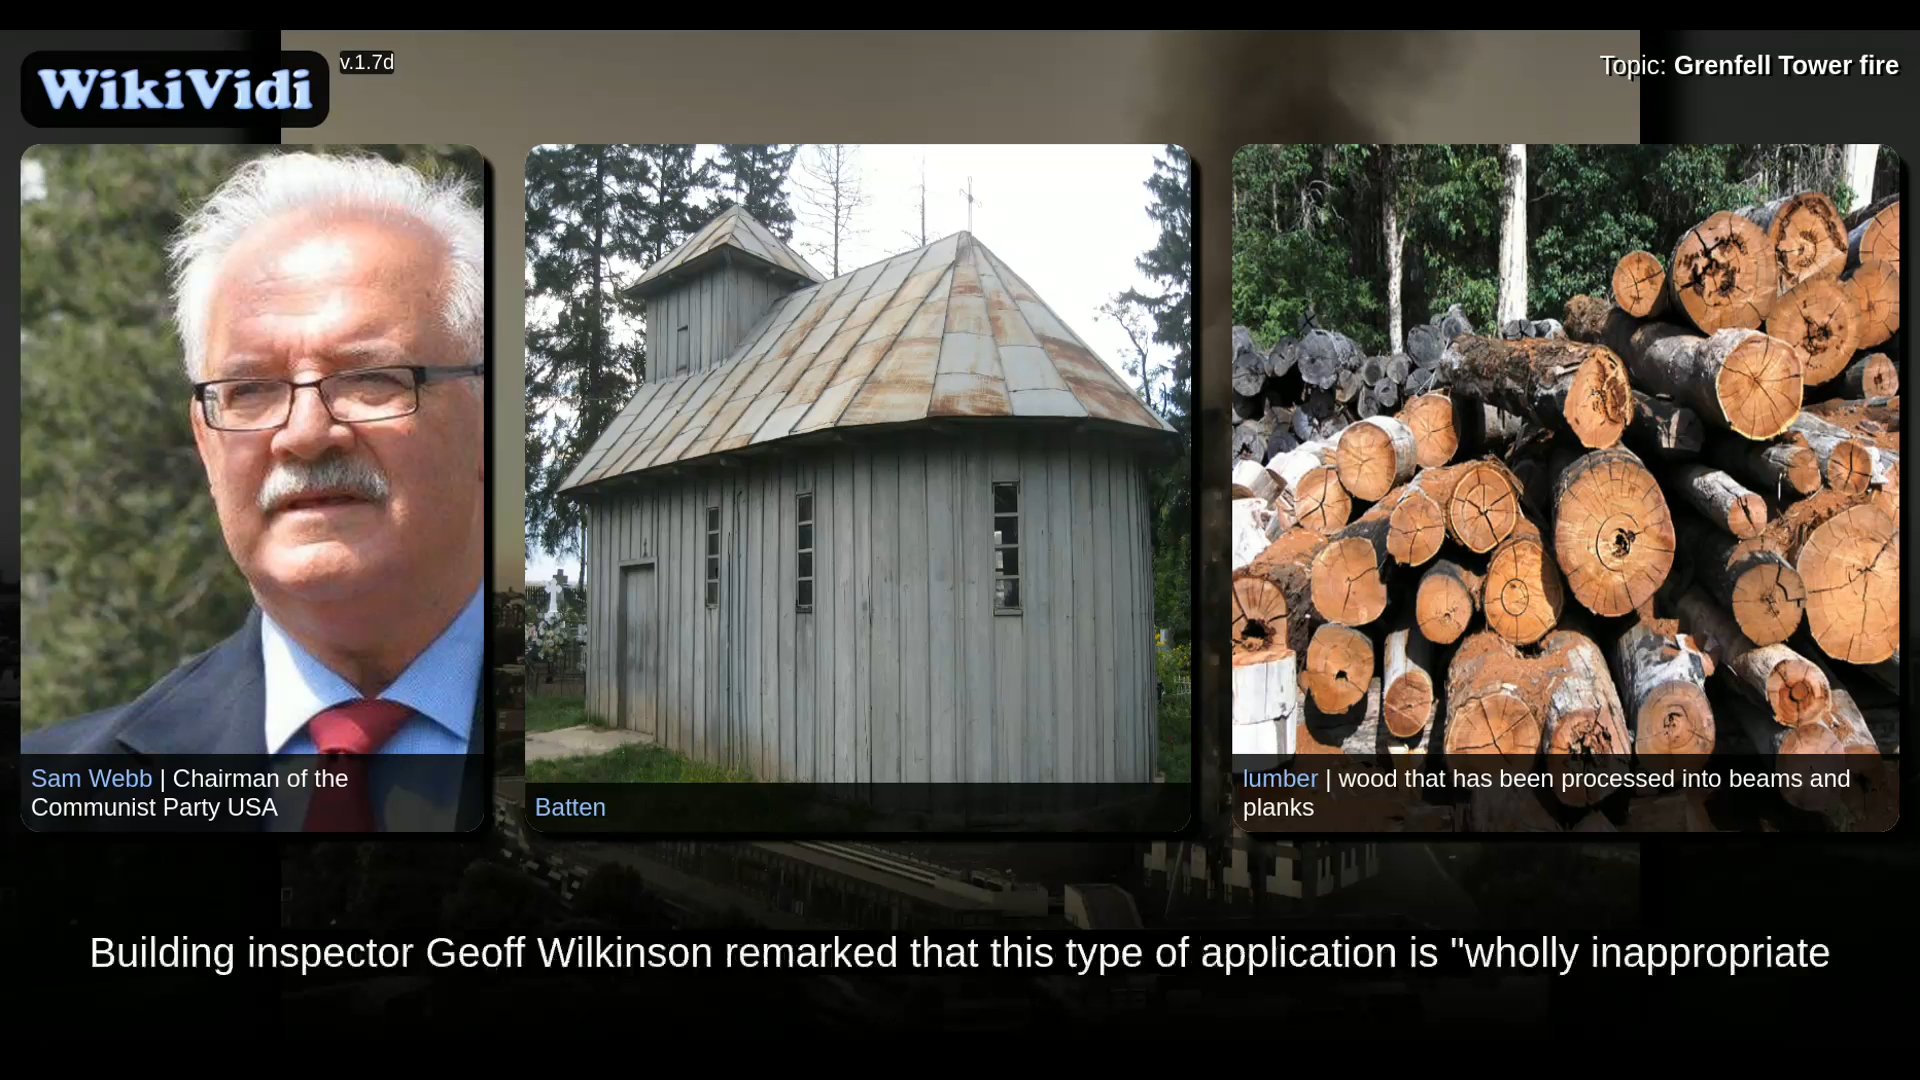 WikiVidi
v.1.7d
Topic: Grenfell Tower fire
Sam Webb | Chairman of the
Communist Party USA
Batten
lumber | wood that has been processed into beams and
planks
Building inspector Geoff Wilkinson remarked that this type of application is "wholly inappropriate